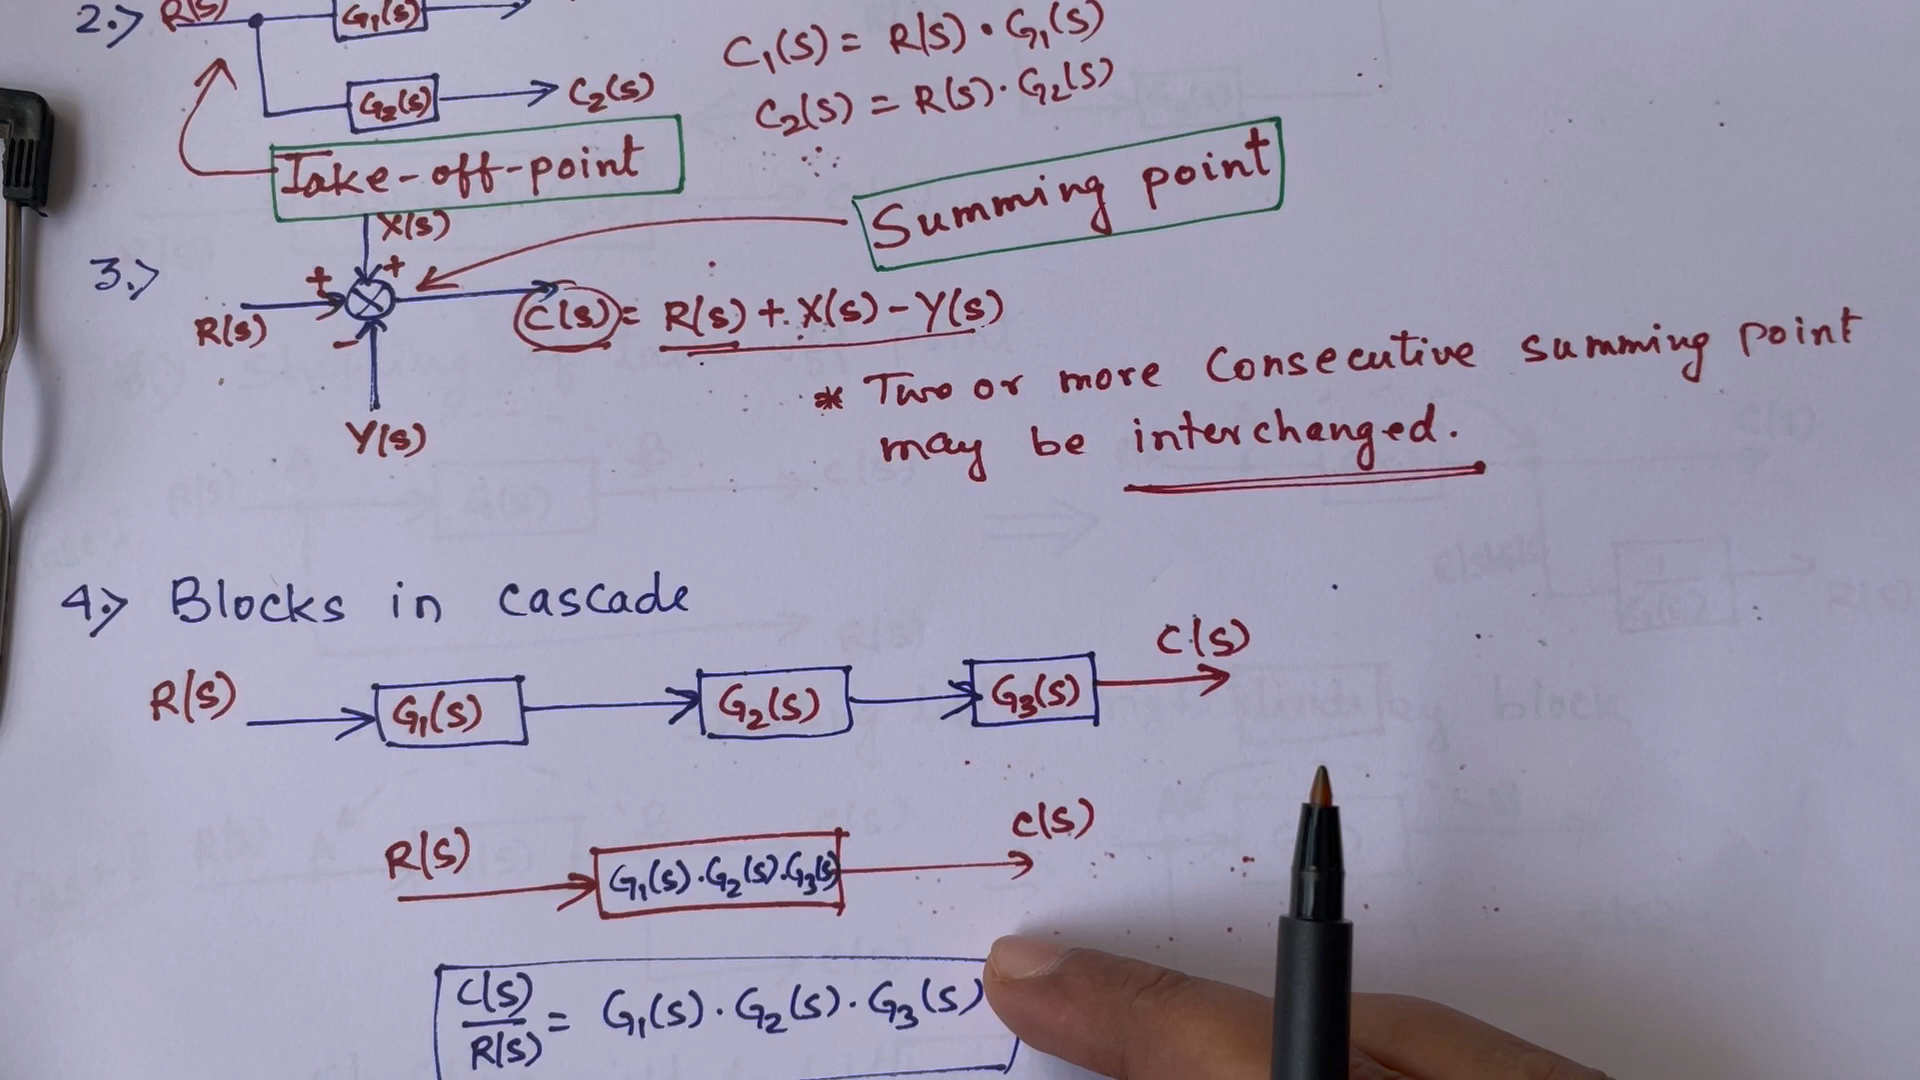 2.) R(s) G₁(s)
C₁(s) = R(s) · G₁(s)
G₂(s) C₂(s)
C₂(s) = R(s) · G₂(s)
Take-off-point
Summing point
X(s)
3.)
+ +
R(s) C(s) = R(s) + X(s) - Y(s)
-
Y(s)
* Two or more Consecutive summing point
may be interchanged.
4.) Blocks in cascade
R(s) G₁(s) G₂(s) G₃(s) C(s)
R(s) G₁(s).G₂(s).G₃(s) C(s)
C(s)/R(s) = G₁(s) · G₂(s) · G₃(s)